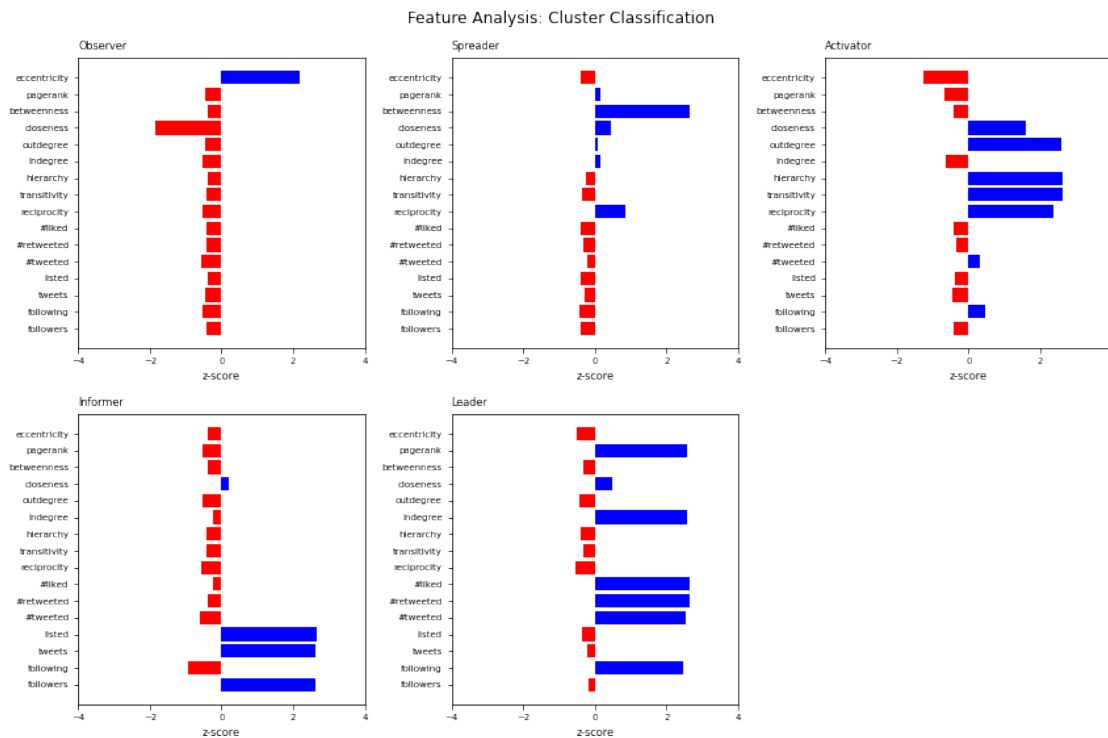 Feature Analysis: Cluster Classification
Observer
eccentricity
pagerank
betweenness
closeness
outdegree
indegree
hierarchy
transitivity
reciprocity
#liked
#retweeted
#tweeted
listed
tweets
following
followers
−4 −2 0 2 4
z-score
Spreader
eccentricity
pagerank
betweenness
closeness
outdegree
indegree
hierarchy
transitivity
reciprocity
#liked
#retweeted
#tweeted
listed
tweets
following
followers
−4 −2 0 2 4
z-score
Activator
eccentricity
pagerank
betweenness
closeness
outdegree
indegree
hierarchy
transitivity
reciprocity
#liked
#retweeted
#tweeted
listed
tweets
following
followers
−4 −2 0 2
z-score
Informer
eccentricity
pagerank
betweenness
closeness
outdegree
indegree
hierarchy
transitivity
reciprocity
#liked
#retweeted
#tweeted
listed
tweets
following
followers
−4 −2 0 2 4
z-score
Leader
eccentricity
pagerank
betweenness
closeness
outdegree
indegree
hierarchy
transitivity
reciprocity
#liked
#retweeted
#tweeted
listed
tweets
following
followers
−4 −2 0 2 4
z-score